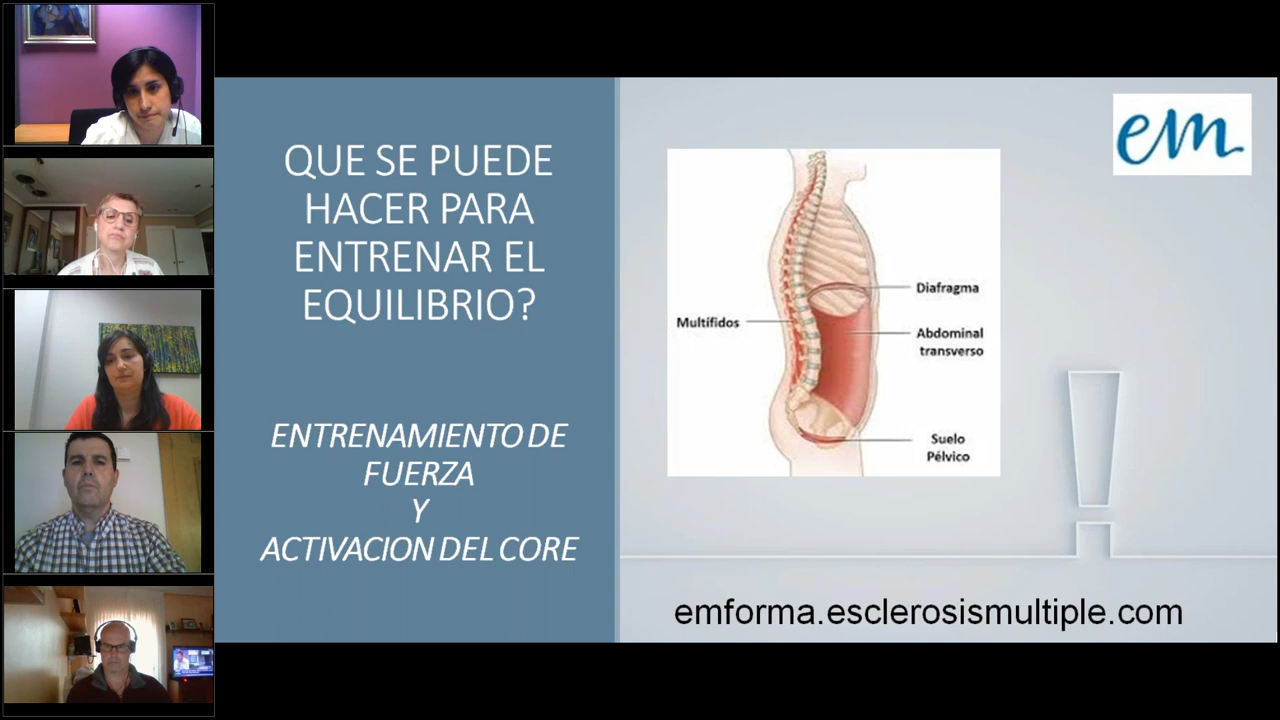 QUE SE PUEDE
HACER PARA
ENTRENAR EL
EQUILIBRIO?
ENTRENAMIENTO DE
FUERZA
Y
ACTIVACION DEL CORE
em
Diafragma
Multífidos
Abdominal
transverso
Suelo
Pélvico
emforma.esclerosismultiple.com